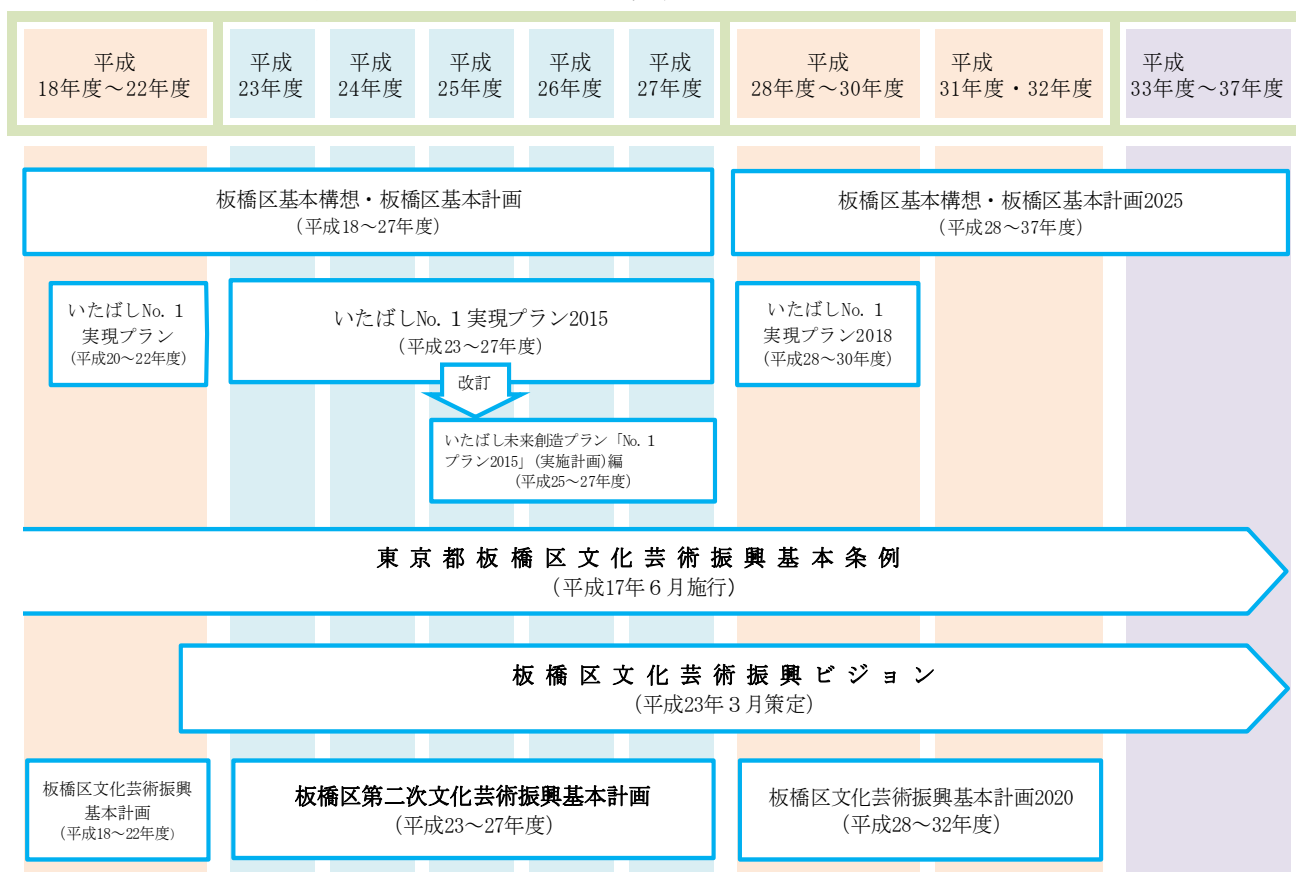 平成
18年度～22年度
平成
23年度
平成
24年度
平成
25年度
平成
26年度
平成
27年度
平成
28年度～30年度
平成
31年度・32年度
平成
33年度～37年度
板橋区基本構想・板橋区基本計画
（平成18～27年度）
板橋区基本構想・板橋区基本計画2025
（平成28～37年度）
いたばしNo.1
実現プラン
（平成20～22年度）
いたばしNo.1実現プラン2015
（平成23～27年度）
いたばしNo.1
実現プラン2018
（平成28～30年度）
改訂
いたばし未来創造プラン「No.1
プラン2015」（実施計画）編
（平成25～27年度）
東京都板橋区文化芸術振興基本条例
（平成17年６月施行）
板橋区文化芸術振興ビジョン
（平成23年３月策定）
板橋区文化芸術振興
基本計画
（平成18～22年度）
板橋区第二次文化芸術振興基本計画
（平成23～27年度）
板橋区文化芸術振興基本計画2020
（平成28～32年度）